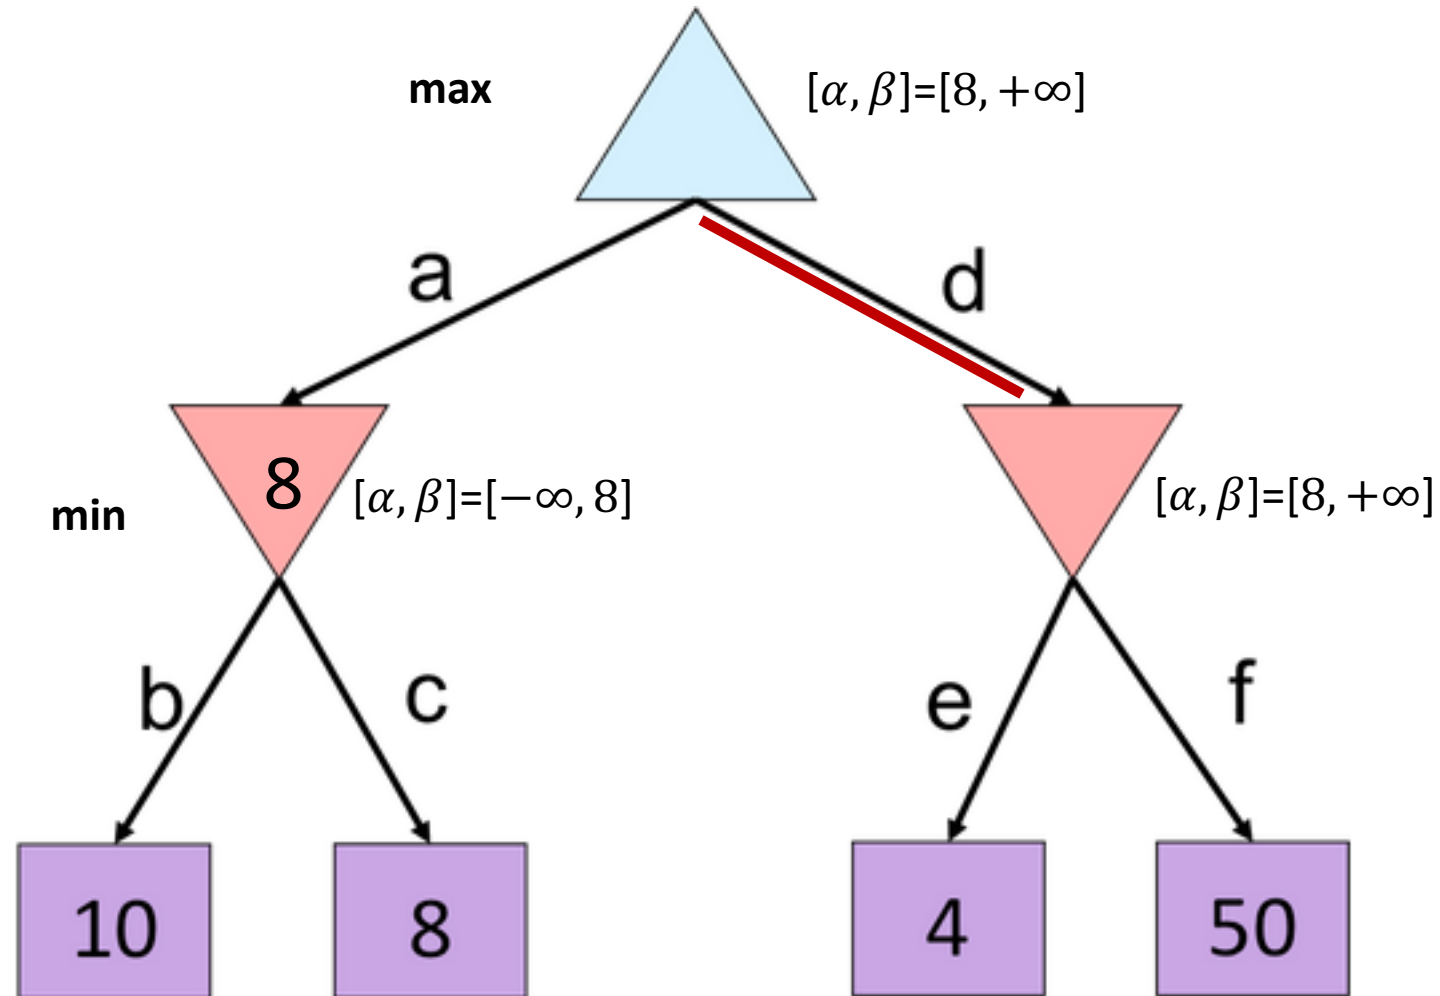 max [𝛼, 𝛽]=[8, +∞]
a d
8 [𝛼, 𝛽]=[−∞, 8] [𝛼, 𝛽]=[8, +∞]
min
b c e f
10 8 4 50